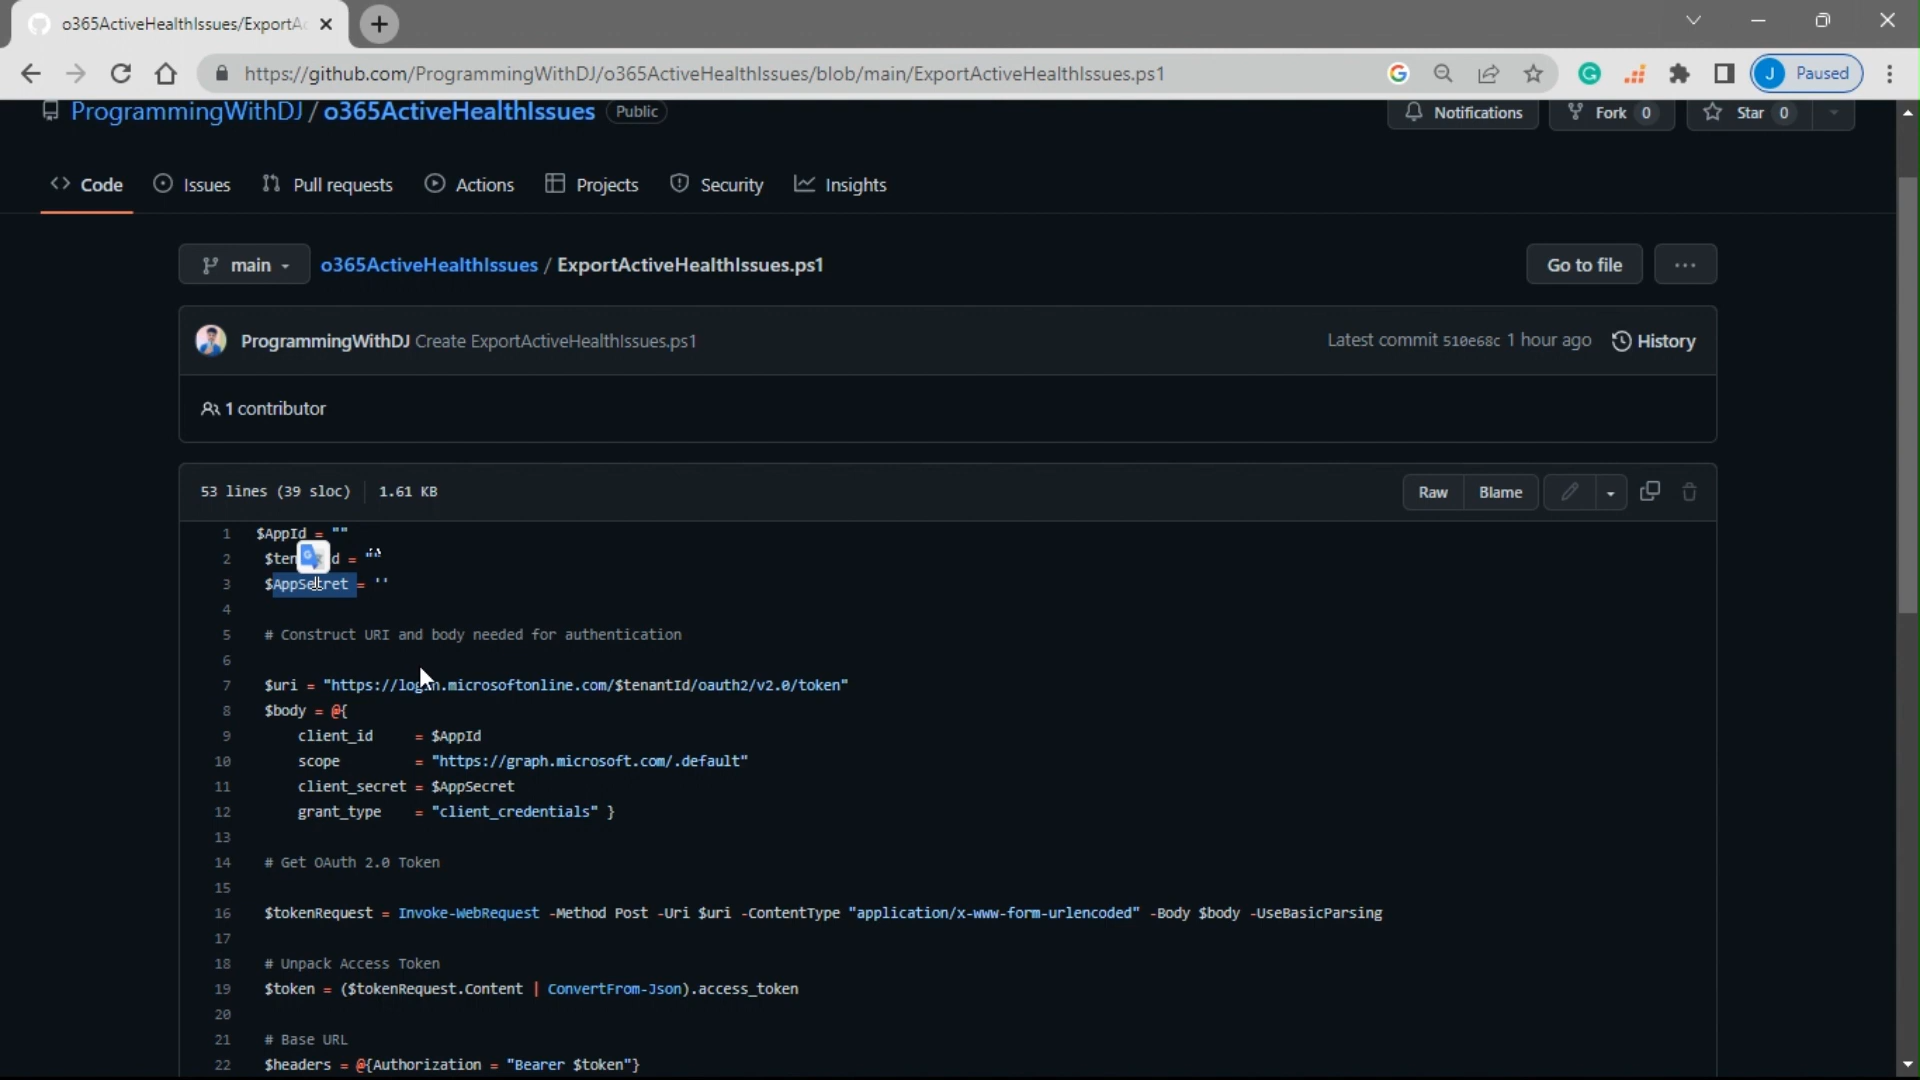 o365ActiveHealthIssues/ExportA
https://github.com/ProgrammingWithDJ/o365ActiveHealthIssues/blob/main/ExportActiveHealthIssues.ps1
J Paused
ProgrammingWithDJ / o365ActiveHealthIssues Public
Notifications Fork 0 Star 0
Code Issues Pull requests Actions Projects Security Insights
main o365ActiveHealthIssues / ExportActiveHealthIssues.ps1 Go to file ...
ProgrammingWithDJ Create ExportActiveHealthIssues.ps1 Latest commit 510e68c 1 hour ago History
1 contributor
53 lines (39 sloc) 1.61 KB Raw Blame
1 $AppId = ""
2 = ""
3 $AppSecret = ''
4
5 # Construct URI and body needed for authentication
6
7 $uri = "https://login.microsoftonline.com/$tenantId/oauth2/v2.0/token"
8 $body = @{
9 client_id = $AppId
10 scope = "https://graph.microsoft.com/.default"
11 client_secret = $AppSecret
12 grant_type = "client_credentials" }
13
14 # Get OAuth 2.0 Token
15
16 $tokenRequest = Invoke-WebRequest -Method Post -Uri $uri -ContentType "application/x-www-form-urlencoded" -Body $body -UseBasicParsing
17
18 # Unpack Access Token
19 $token = ($tokenRequest.Content | ConvertFrom-Json).access_token
20
21 # Base URL
22 $headers = @{Authorization = "Bearer $token"}